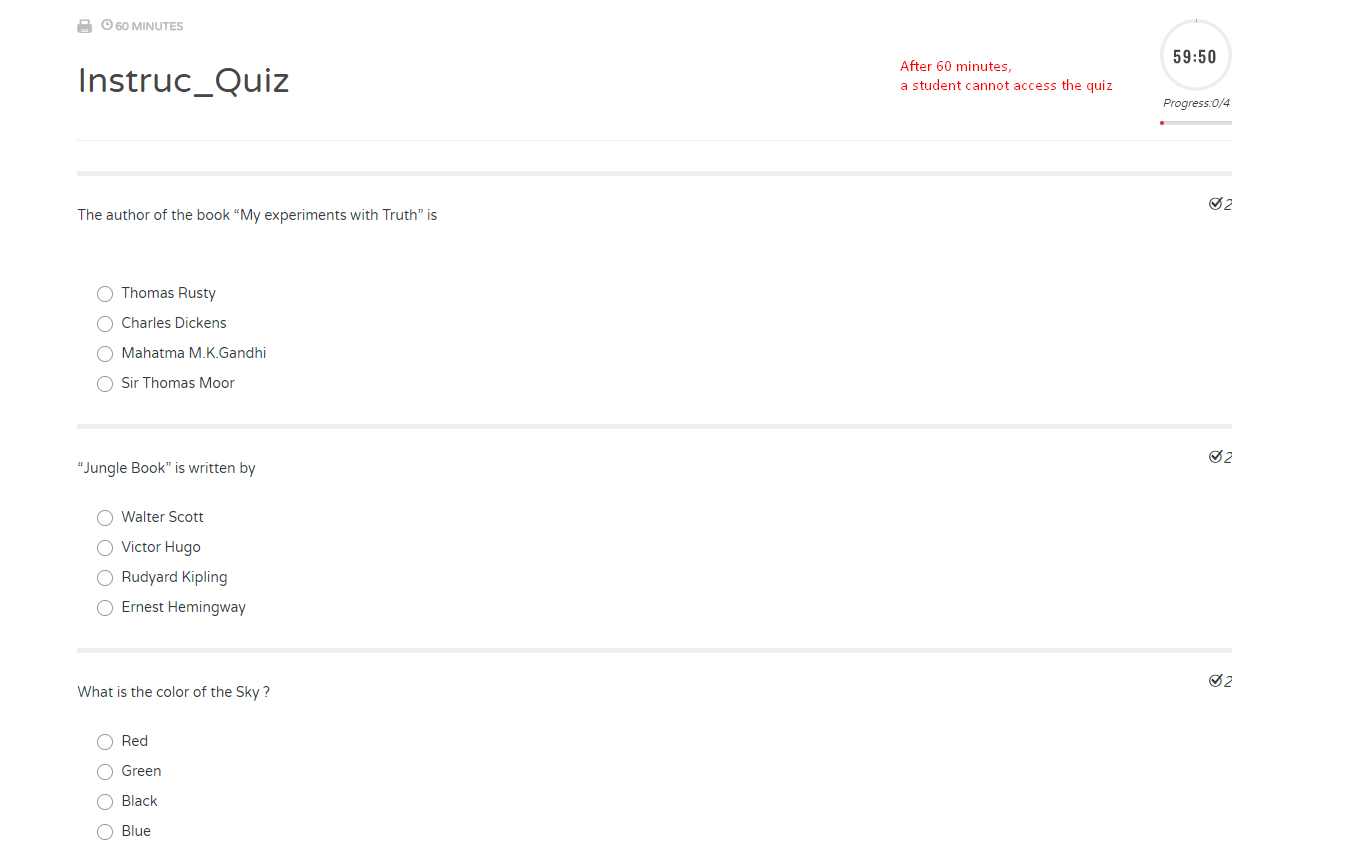 60 MINUTES
Instruc_Quiz
After 60 minutes,
a student cannot access the quiz
59:50
Progress:0/4
The author of the book “My experiments with Truth” is
2
Thomas Rusty
Charles Dickens
Mahatma M.K.Gandhi
Sir Thomas Moor
“Jungle Book” is written by
2
Walter Scott
Victor Hugo
Rudyard Kipling
Ernest Hemingway
What is the color of the Sky ?
2
Red
Green
Black
Blue